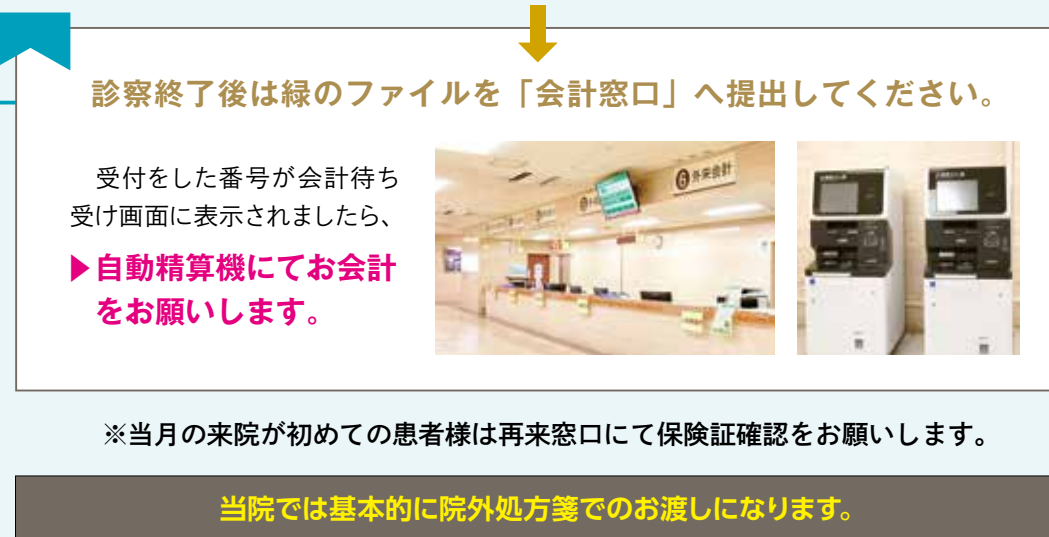 診察終了後は緑のファイルを「会計窓口」へ提出してください。
受付をした番号が会計待ち
受け画面に表示されましたら、
▶自動精算機にてお会計
をお願いします。
❻外来会計
※当月の来院が初めての患者様は再来窓口にて保険証確認をお願いします。
当院では基本的に院外処方箋でのお渡しになります。